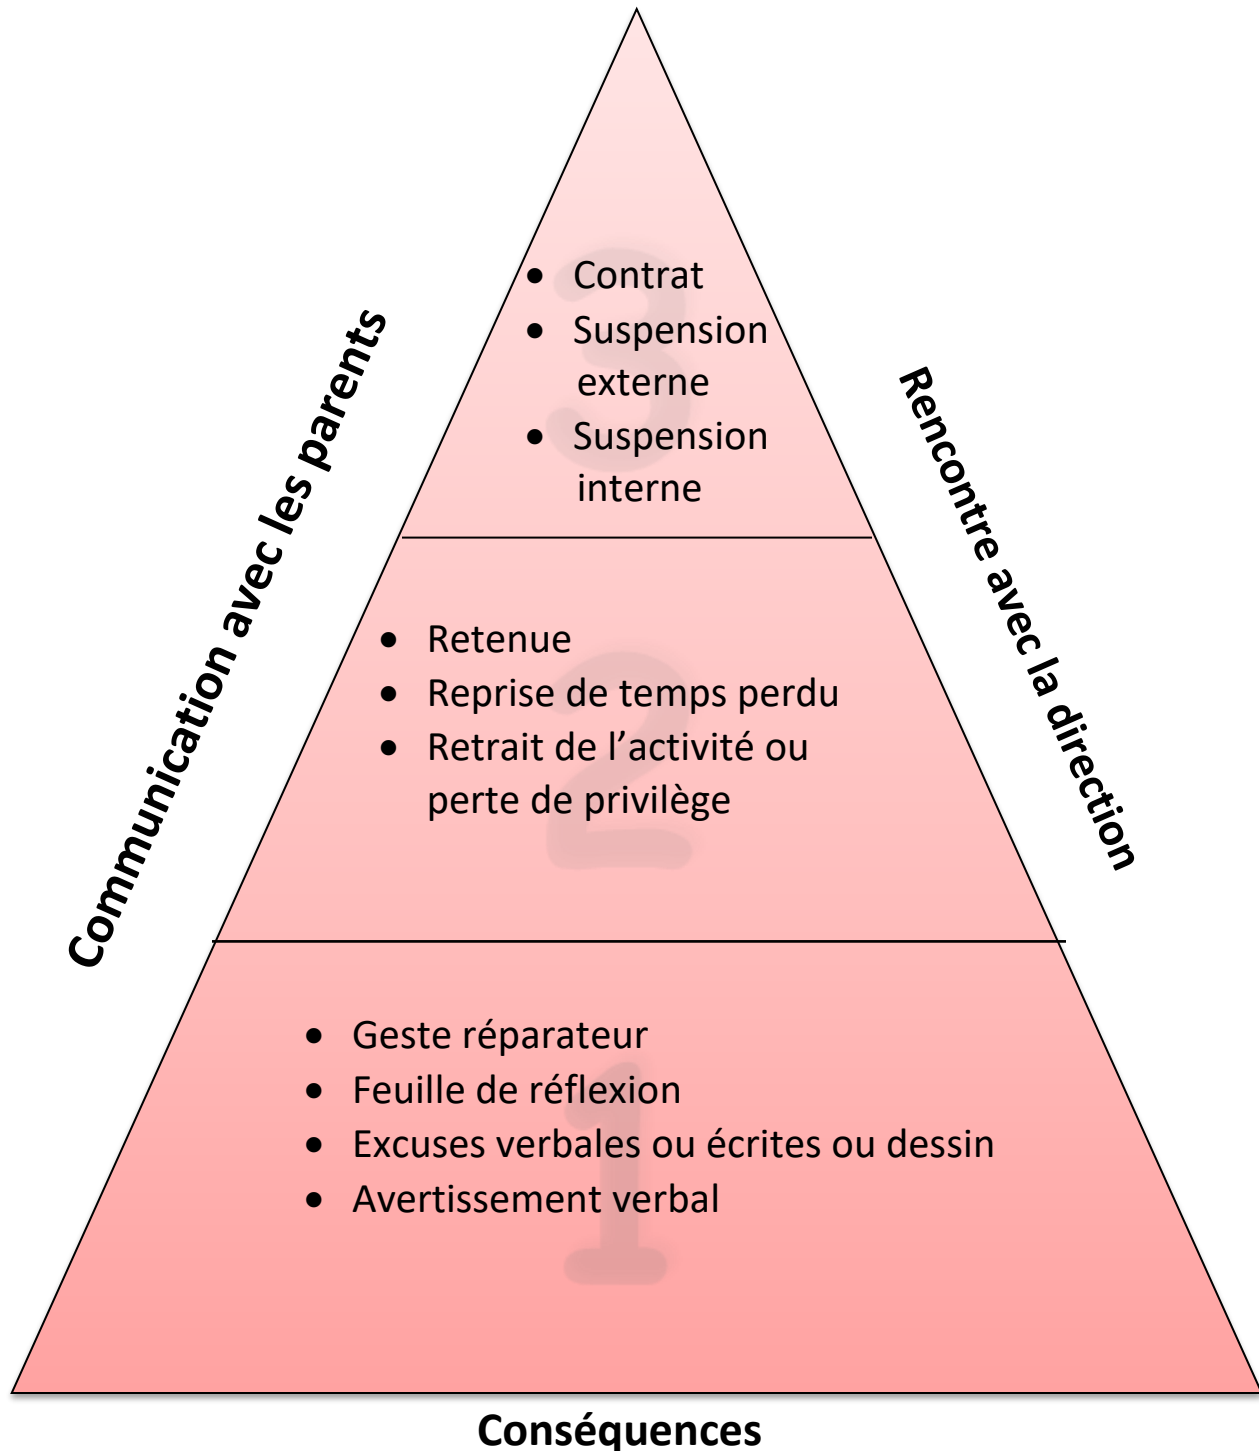 3
• Contrat
• Suspension
externe
• Suspension
interne
Communication avec les parents
Rencontre avec la direction
2
• Retenue
• Reprise de temps perdu
• Retrait de l’activité ou
perte de privilège
1
• Geste réparateur
• Feuille de réflexion
• Excuses verbales ou écrites ou dessin
• Avertissement verbal
Conséquences